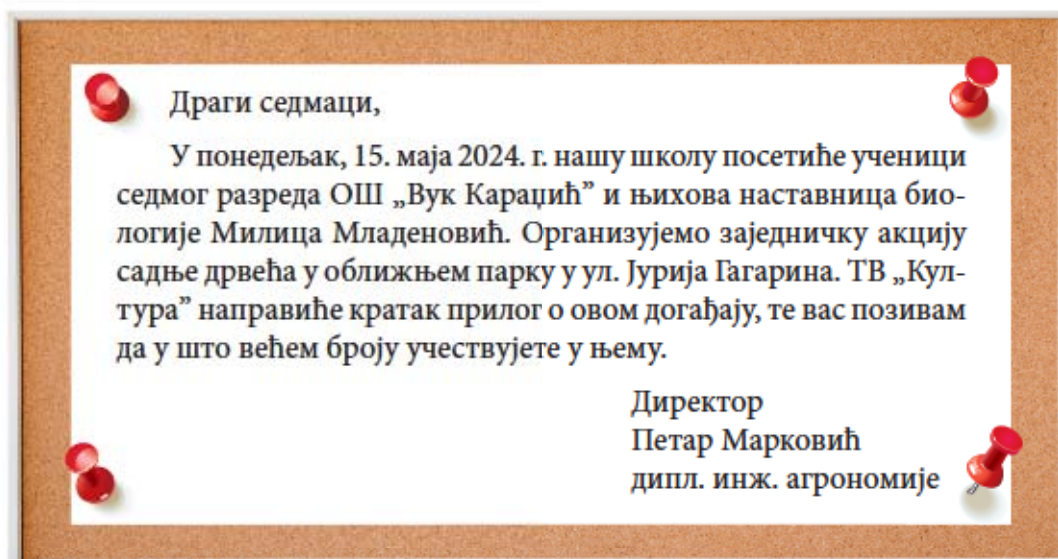 Драги седмаци,
У понедељак, 15. маја 2024. г. нашу школу посетиће ученици
седмог разреда ОШ „Вук Караџић” и њихова наставница био-
логије Милица Младеновић. Организујемо заједничку акцију
садње дрвећа у оближњем парку у ул. Јурија Гагарина. ТВ „Кул-
тура” направиће кратак прилог о овом догађају, те вас позивам
да у што већем броју учествујете у њему.
Директор
Петар Марковић
дипл. инж. агрономије